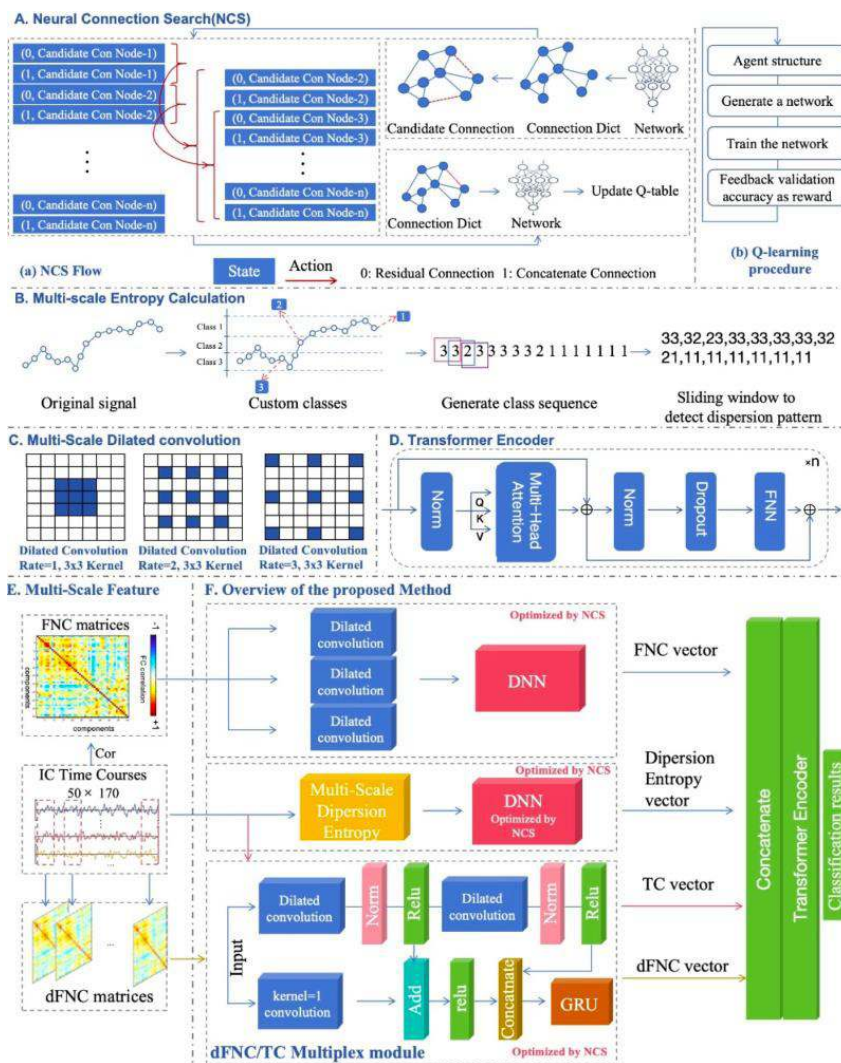 A. Neural Connection Search(NCS)
(0, Candidate Con Node-1)
(1, Candidate Con Node-1)
(0, Candidate Con Node-2)
(1, Candidate Con Node-2)
(0, Candidate Con Node-n)
(1, Candidate Con Node-n)
(0, Candidate Con Node-2)
(1, Candidate Con Node-2)
(0, Candidate Con Node-3)
(1, Candidate Con Node-3)
(0, Candidate Con Node-n)
(1, Candidate Con Node-n)
Candidate Connection
Connection Dict
Network
Connection Dict
Network
Update Q-table
(a) NCS Flow
State
Action
0: Residual Connection 1: Concatenate Connection
Agent structure
Generate a network
Train the network
Feedback validation
accuracy as reward
(b) Q-learning
procedure
B. Multi-scale Entropy Calculation
Original signal
Class 1
Class 2
Class 3
1
2
3
Custom classes
3 3 2 3 3 3 3 3 2 1 1 1 1 1 1 1
Generate class sequence
33,32,23,33,33,33,33,32
21,11,11,11,11,11,11
Sliding window to
detect dispersion pattern
C. Multi-Scale Dilated convolution
Dilated Convolution
Rate=1, 3x3 Kernel
Dilated Convolution
Rate=2, 3x3 Kernel
Dilated Convolution
Rate=3, 3x3 Kernel
D. Transformer Encoder
Norm
Q
K
V
Multi-Head
Attention
Norm
Dropout
FNN
×n
E. Multi-Scale Feature
FNC matrices
components
components
-1
FC correlation
+1
Cor
IC Time Courses
50 × 170
...
...
dFNC matrices
F. Overview of the proposed Method
Optimized by NCS
Dilated
convolution
Dilated
convolution
Dilated
convolution
DNN
FNC vector
Optimized by NCS
Multi-Scale
Dipersion
Entropy
DNN
Optimized by
NCS
Dipersion
Entropy
vector
Input
Dilated
convolution
Norm
Relu
Dilated
convolution
Norm
Relu
kernel=1
convolution
Add
relu
Concatnate
GRU
TC vector
dFNC vector
dFNC/TC Multiplex module
Optimized by NCS
Concatenate
Transformer Encoder
Classification results